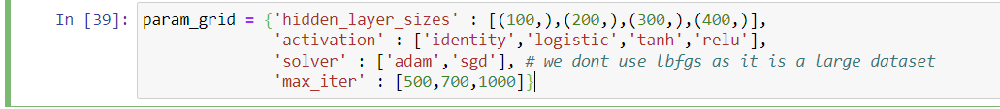 In [39]: param_grid = {'hidden_layer_sizes' : [(100,),(200,),(300,),(400,)],
'activation' : ['identity','logistic','tanh','relu'],
'solver' : ['adam','sgd'], # we dont use lbfgs as it is a large dataset
'max_iter' : [500,700,1000]}